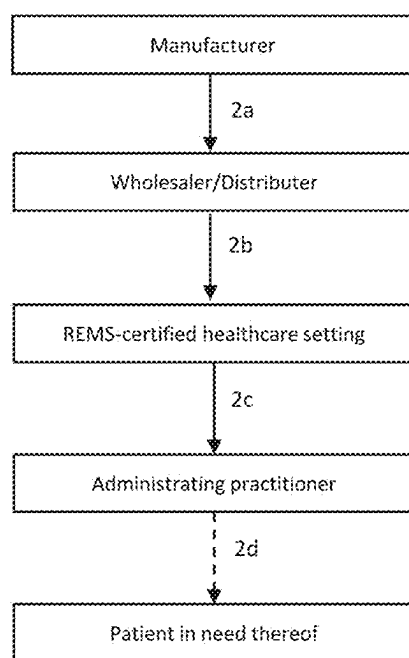 Manufacturer
2a
Wholesaler/Distributer
2b
REMS-certified healthcare setting
2c
Administrating practitioner
2d
Patient in need thereof